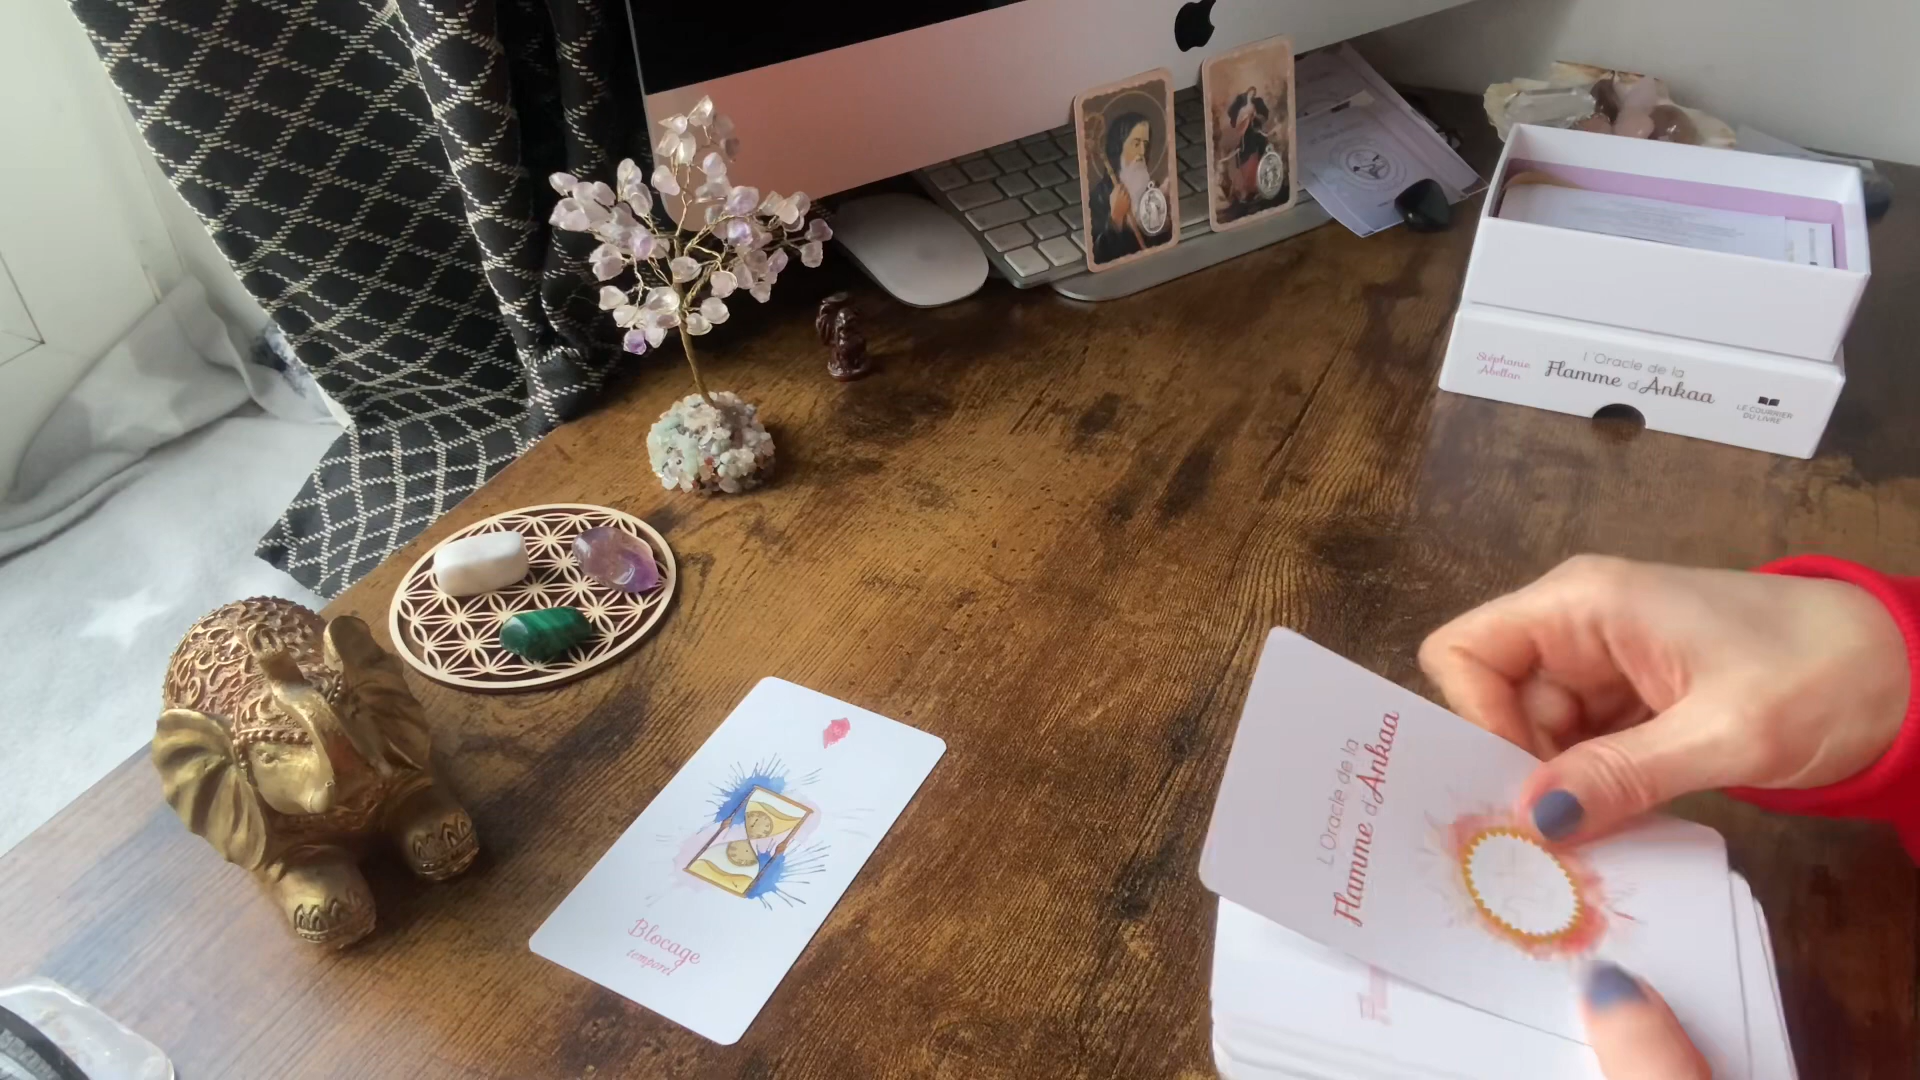 Stéphanie
Abellan
L'Oracle de la
Flamme d'Ankaa
LE COURRIER
DU LIVRE
L'Oracle de la
Flamme d'Ankaa
Blocage
temporel